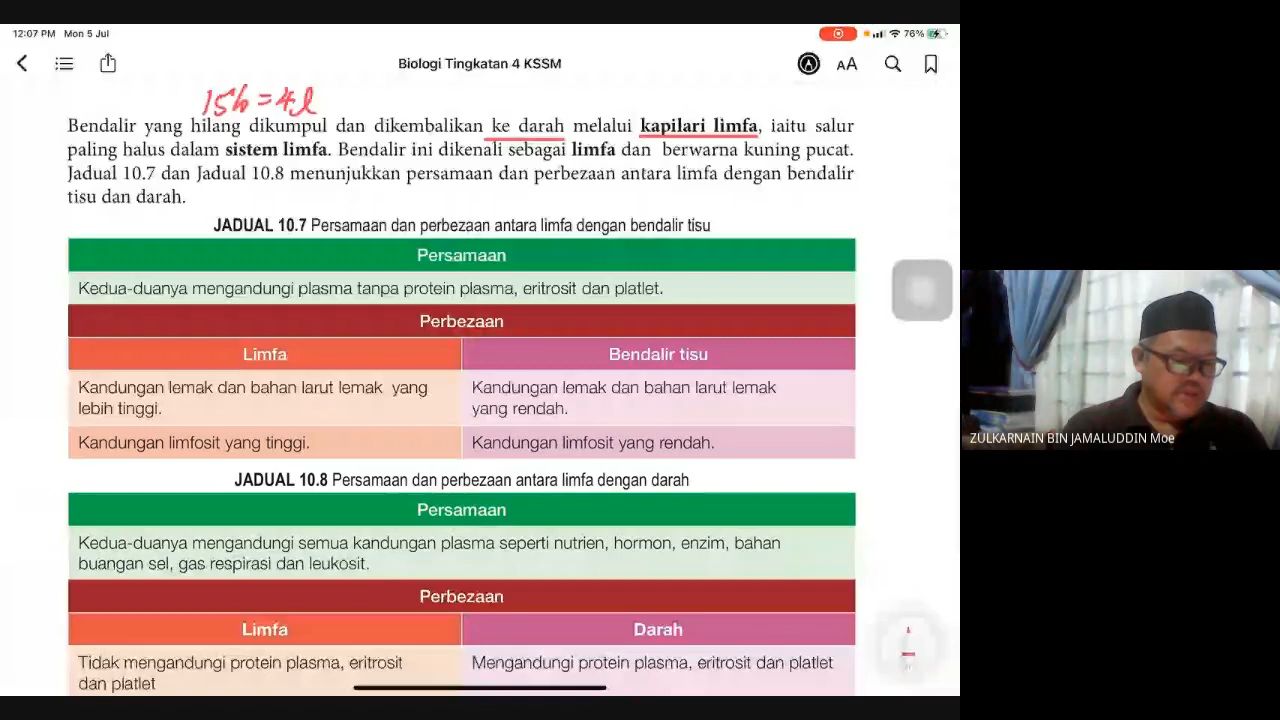 12:07 PM Mon 5 Jul
76%
Biologi Tingkatan 4 KSSM
AA
15% = 4l
Bendalir yang hilang dikumpul dan dikembalikan ke darah melalui kapilari limfa, iaitu salur
paling halus dalam sistem limfa. Bendalir ini dikenali sebagai limfa dan berwarna kuning pucat.
Jadual 10.7 dan Jadual 10.8 menunjukkan persamaan dan perbezaan antara limfa dengan bendalir
tisu dan darah.
JADUAL 10.7 Persamaan dan perbezaan antara limfa dengan bendalir tisu
Persamaan
Kedua-duanya mengandungi plasma tanpa protein plasma, eritrosit dan platlet.
Perbezaan
Limfa
Bendalir tisu
Kandungan lemak dan bahan larut lemak yang
lebih tinggi.
Kandungan lemak dan bahan larut lemak
yang rendah.
Kandungan limfosit yang tinggi.
Kandungan limfosit yang rendah.
JADUAL 10.8 Persamaan dan perbezaan antara limfa dengan darah
Persamaan
Kedua-duanya mengandungi semua kandungan plasma seperti nutrien, hormon, enzim, bahan
buangan sel, gas respirasi dan leukosit.
Perbezaan
Limfa
Darah
Tidak mengandungi protein plasma, eritrosit
dan platlet
Mengandungi protein plasma, eritrosit dan platlet
ZULKARNAIN BIN JAMALUDDIN Moe